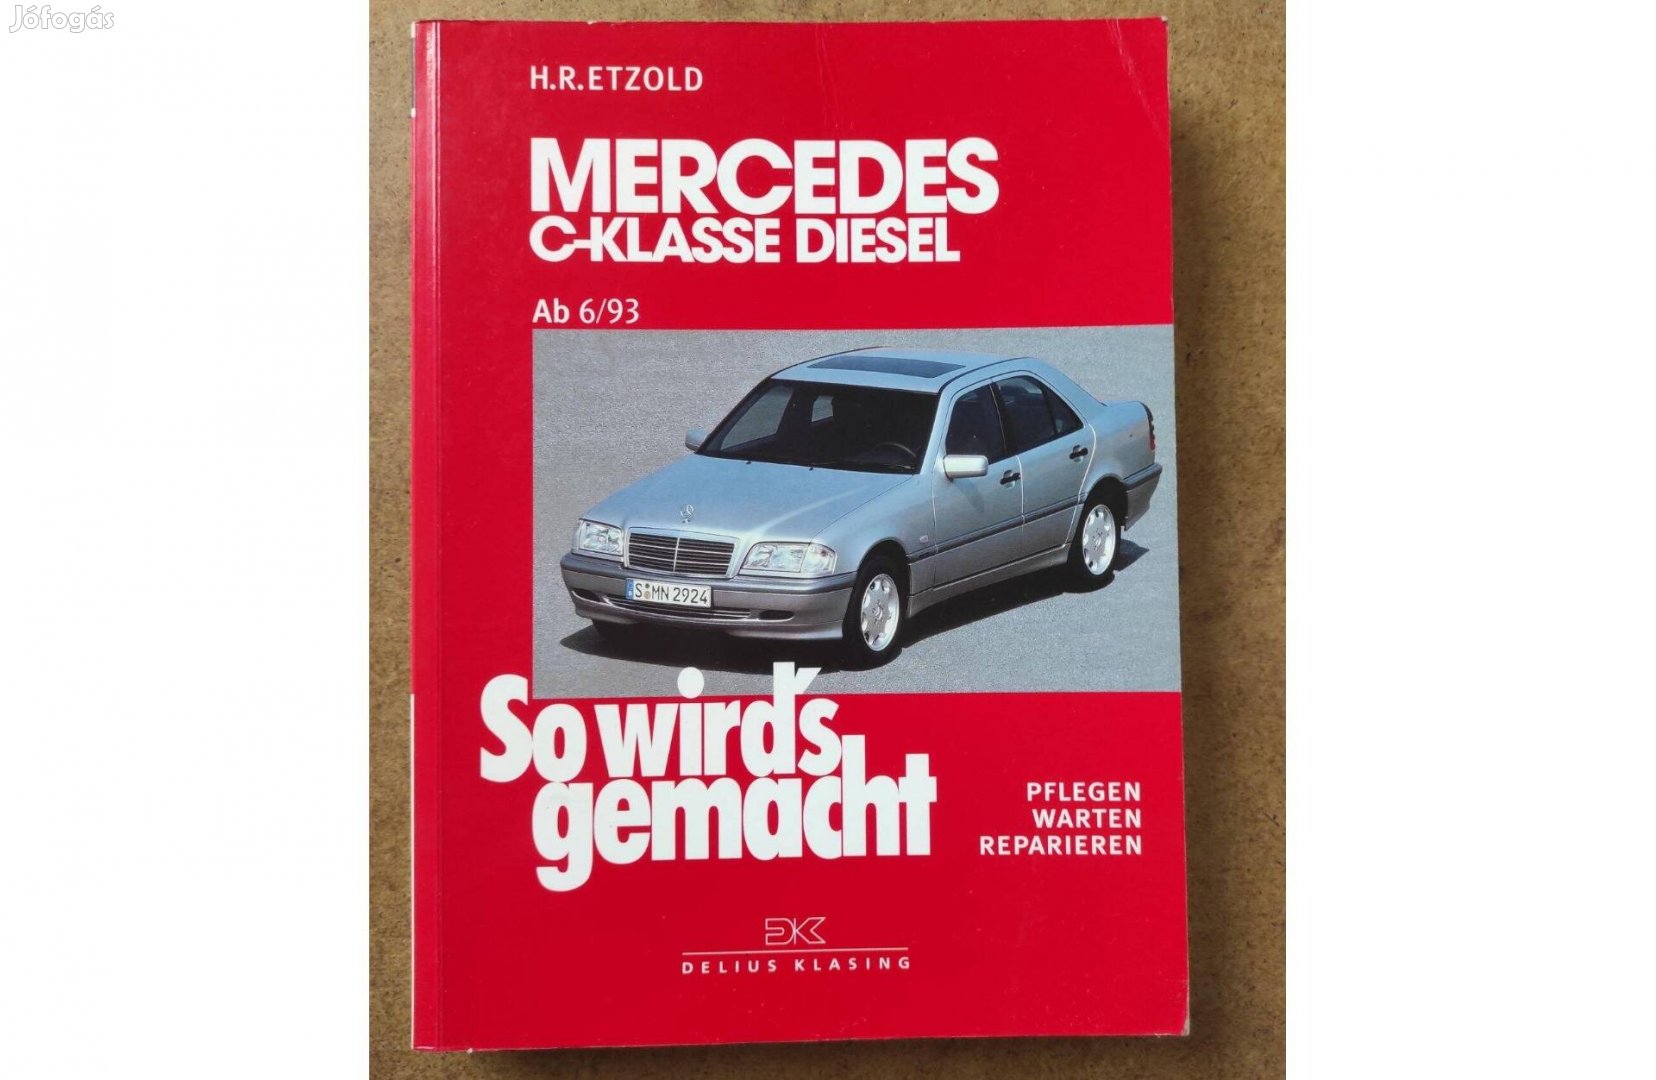 Jófogás
H.R. ETZOLD
MERCEDES
C-KLASSE DIESEL
Ab 6/93
S MN 2924
So wird's
gemacht
PFLEGEN
WARTEN
REPARIEREN
DK
DELIUS KLASING